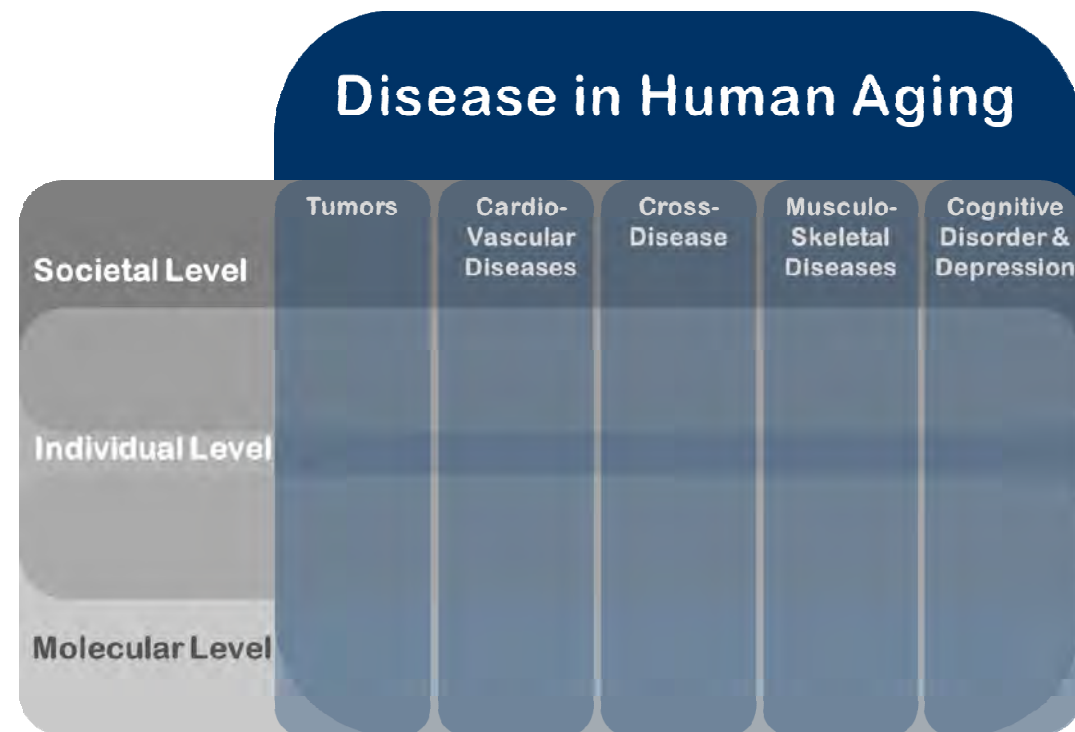 Disease in Human Aging
Tumors
Cardio-
Vascular
Diseases
Cross-
Disease
Musculo-
Skeletal
Diseases
Cognitive
Disorder &
Depression
Societal Level
Individual Level
Molecular Level